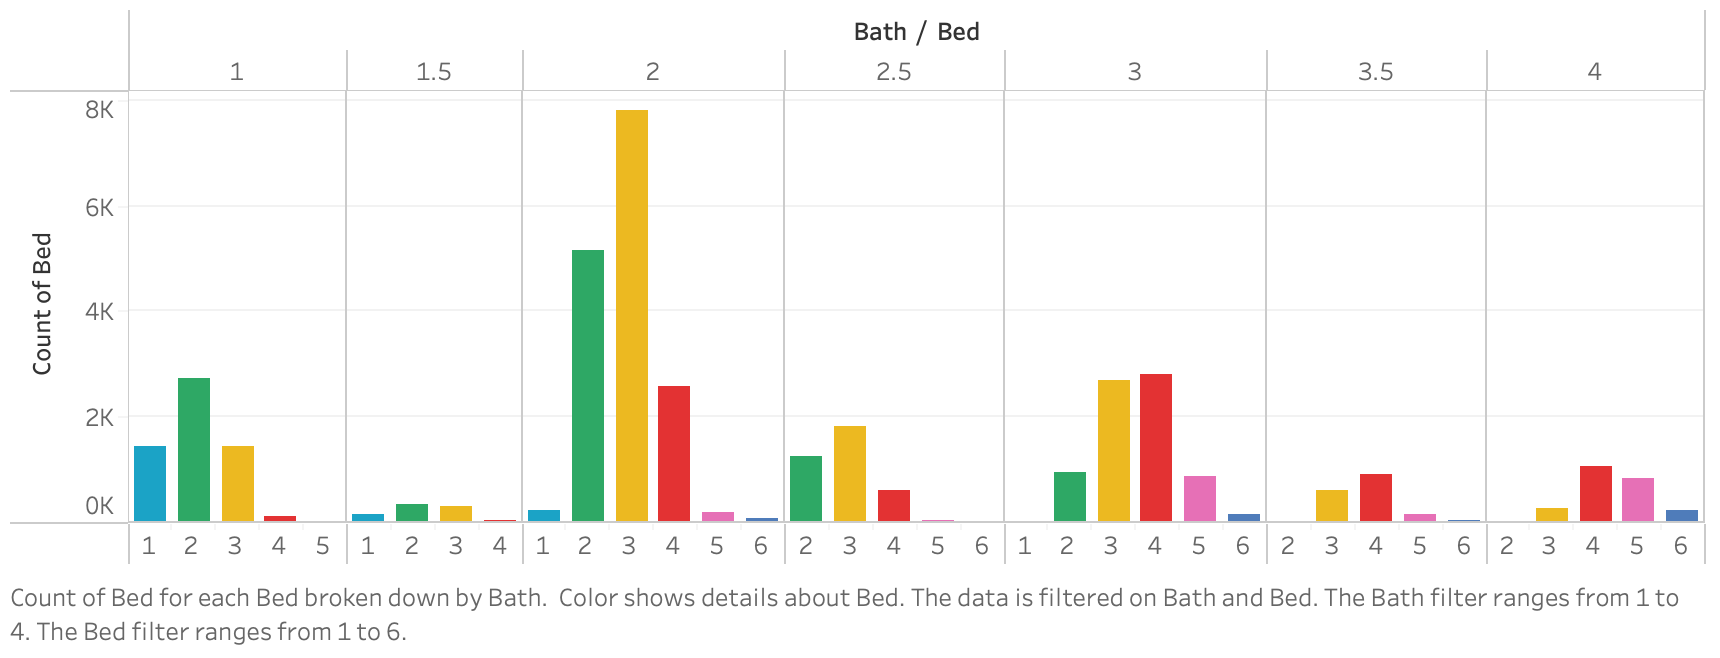 Bath / Bed
1 1.5 2 2.5 3 3.5 4
8K
6K
4K
2K
0K
Count of Bed
1 2 3 4 5 1 2 3 4 1 2 3 4 5 6 2 3 4 5 6 1 2 3 4 5 6 2 3 4 5 6 2 3 4 5 6
Count of Bed for each Bed broken down by Bath.  Color shows details about Bed. The data is filtered on Bath and Bed. The Bath filter ranges from 1 to
4. The Bed filter ranges from 1 to 6.